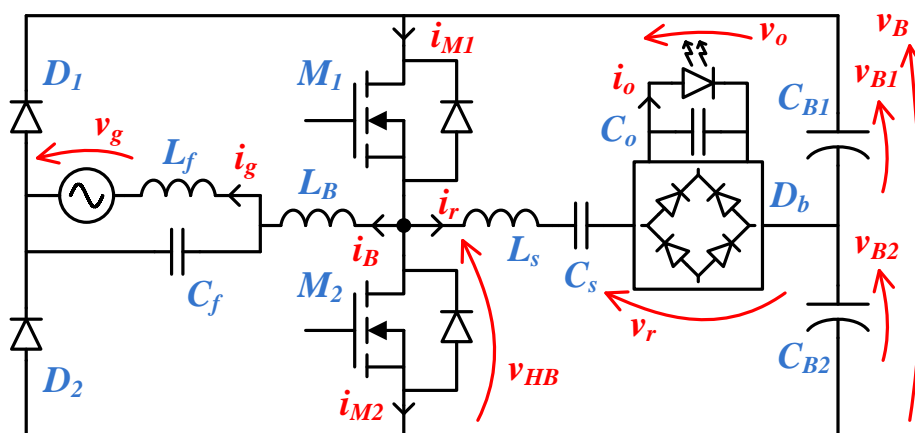 i_M1
v_o
v_B
D_1
M_1
i_o
v_B1
C_B1
v_g
L_f
i_g
C_o
L_B
i_r
D_b
i_B
L_s
C_s
v_B2
C_f
M_2
v_r
v_HB
C_B2
D_2
i_M2